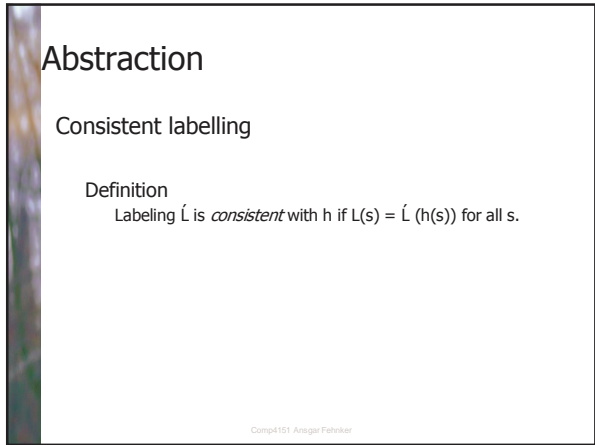 Abstraction
Consistent labelling
Definition
Labeling Ĺ is consistent with h if L(s) = Ĺ (h(s)) for all s.
Comp4151 Ansgar Fehnker